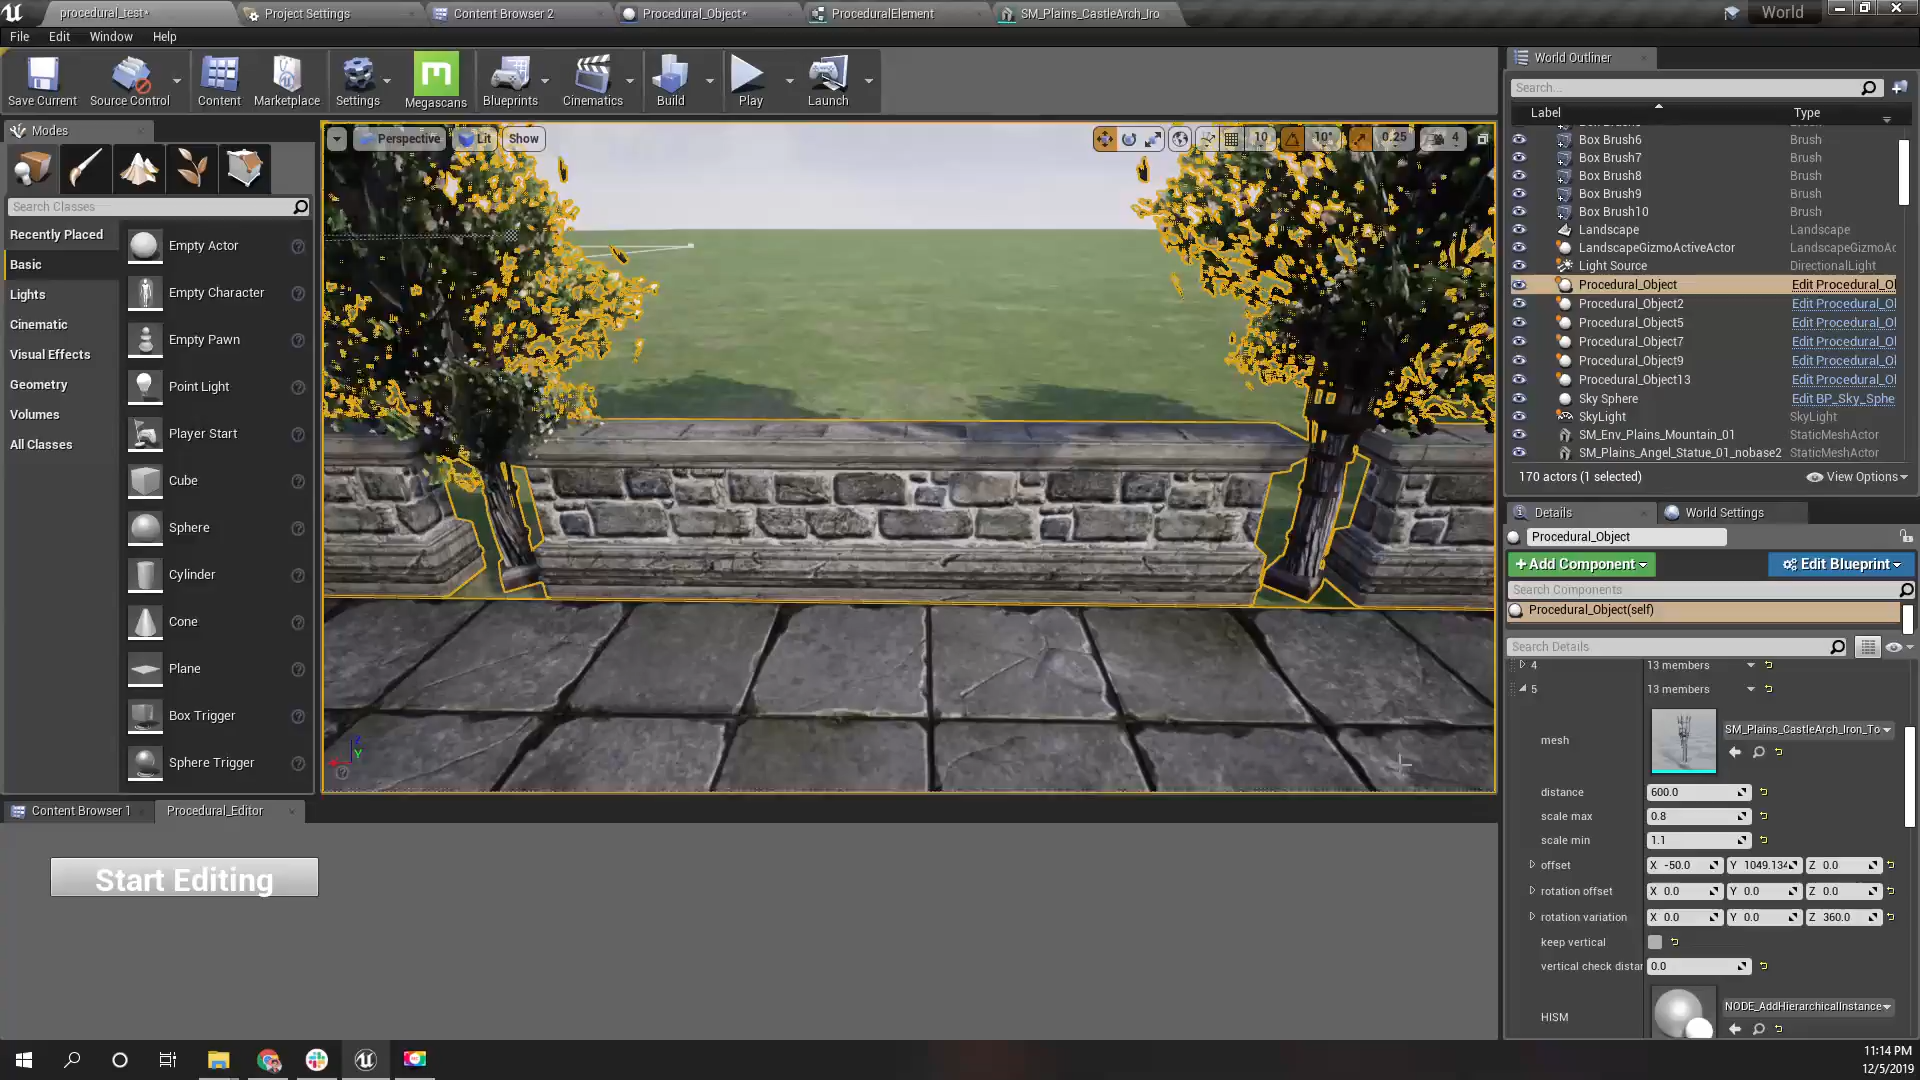 procedural_test*
Project Settings
Content Browser 2
Procedural_Object*
ProceduralElement
SM_Plains_CastleArch_Iro
World
File Edit Window Help
Save Current
Source Control
Content
Marketplace
Settings
Megascans
Blueprints
Cinematics
Build
Play
Launch
Modes
Search Classes
Recently Placed
Basic
Lights
Cinematic
Visual Effects
Geometry
Volumes
All Classes
Empty Actor
Empty Character
Empty Pawn
Point Light
Player Start
Cube
Sphere
Cylinder
Cone
Plane
Box Trigger
Sphere Trigger
Perspective Lit Show
10 10° 0.25 4
Z
Y
World Outliner
Search...
Label Type
Box Brush6 Brush
Box Brush7 Brush
Box Brush8 Brush
Box Brush9 Brush
Box Brush10 Brush
Landscape Landscape
LandscapeGizmoActiveActor LandscapeGizmoAc
Light Source DirectionalLight
Procedural_Object Edit Procedural_Ol
Procedural_Object2 Edit Procedural_Ol
Procedural_Object5 Edit Procedural_Ol
Procedural_Object7 Edit Procedural_Ol
Procedural_Object9 Edit Procedural_Ol
Procedural_Object13 Edit Procedural_Ol
Sky Sphere Edit BP_Sky_Sphe
SkyLight SkyLight
SM_Env_Plains_Mountain_01 StaticMeshActor
SM_Plains_Angel_Statue_01_nobase2 StaticMeshActor
170 actors (1 selected)
View Options
Details
World Settings
Procedural_Object
+Add Component
Edit Blueprint
Search Components
Procedural_Object(self)
Search Details
4 13 members
5 13 members
mesh SM_Plains_CastleArch_Iron_To
distance 600.0
scale max 0.8
scale min 1.1
offset X -50.0 Y 1049.134 Z 0.0
rotation offset X 0.0 Y 0.0 Z 0.0
rotation variation X 0.0 Y 0.0 Z 360.0
keep vertical
vertical check distar 0.0
HISM NODE_AddHierarchicalInstance
Content Browser 1
Procedural_Editor
Start Editing
11:14 PM
12/5/2019